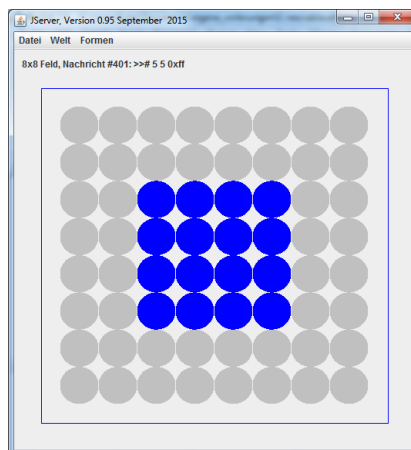 JServer, Version 0.95 September 2015
Datei Welt Formen
8x8 Feld, Nachricht #401: >># 5 5 0xff